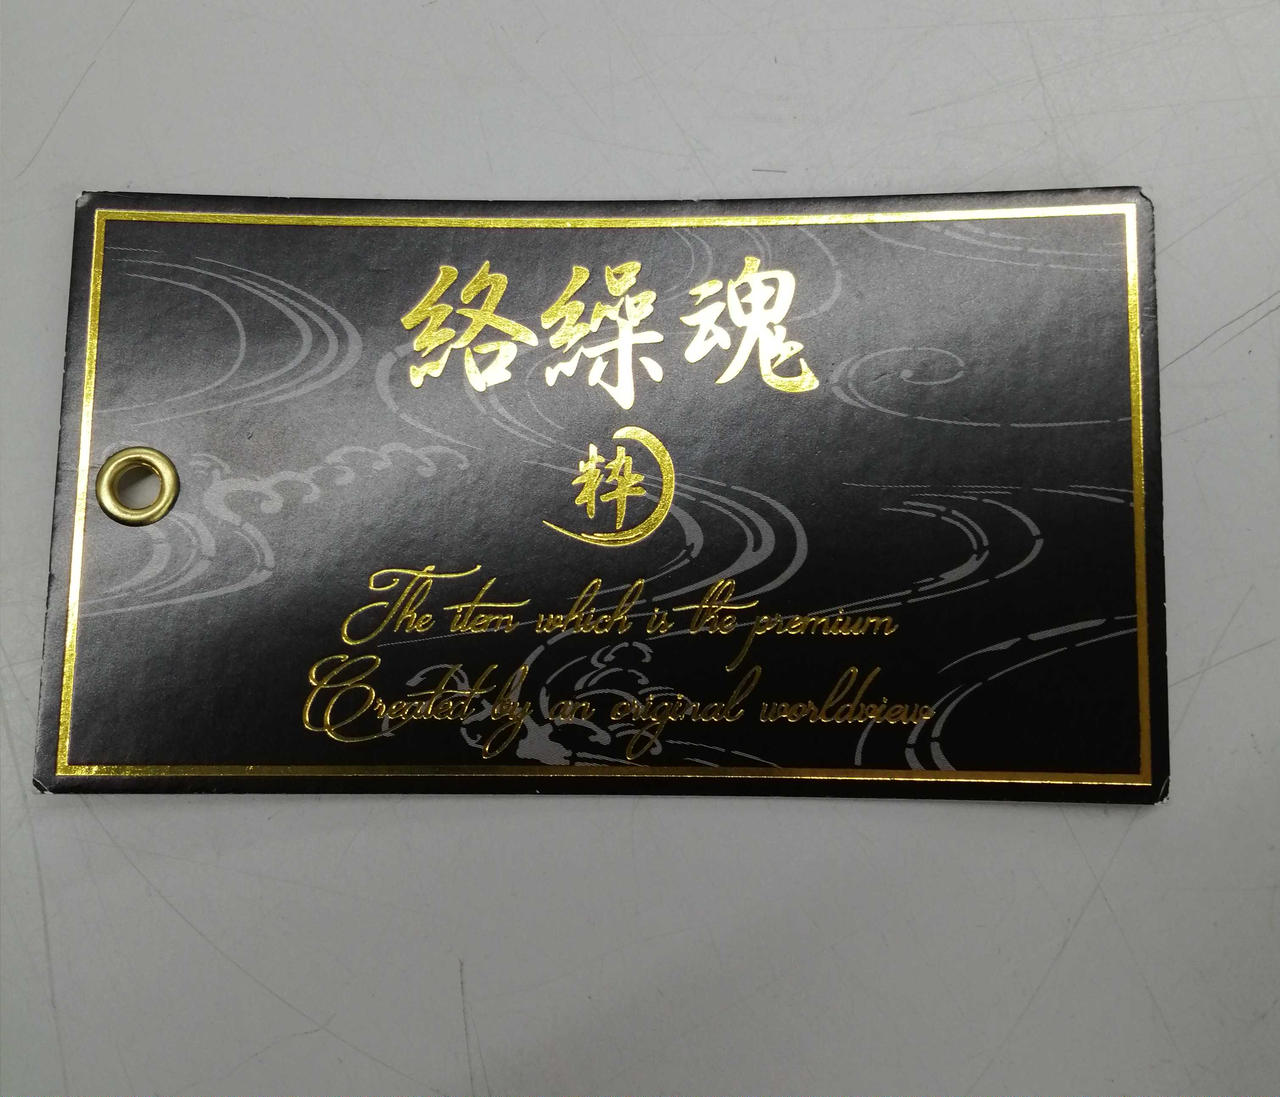 絡繰魂
粋
The item which is the premium
Created by an original worldview